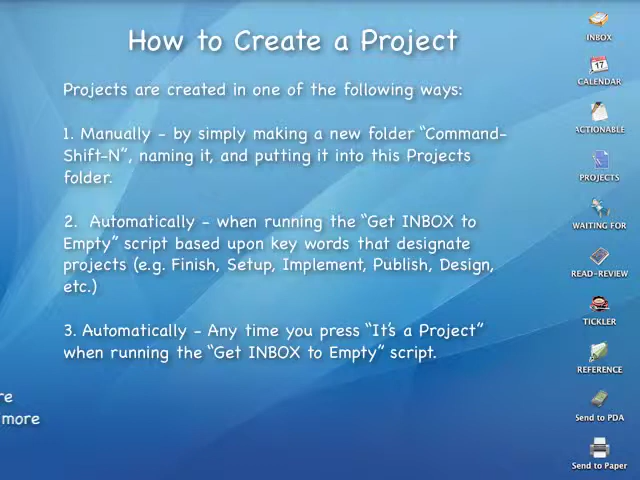 How to Create a Project
Projects are created in one of the following ways:
1. Manually - by simply making a new folder "Command-
Shift-N", naming it, and putting it into this Projects
folder.
2. Automatically - when running the "Get INBOX to
Empty" script based upon key words that designate
projects (e.g. Finish, Setup, Implement, Publish, Design,
etc.)
3. Automatically - Any time you press "It's a Project"
when running the "Get INBOX to Empty" script.
re
more
INBOX
17
CALENDAR
ACTIONABLE
PROJECTS
WAITING FOR
READ-REVIEW
TICKLER
REFERENCE
Send to PDA
Send to Paper